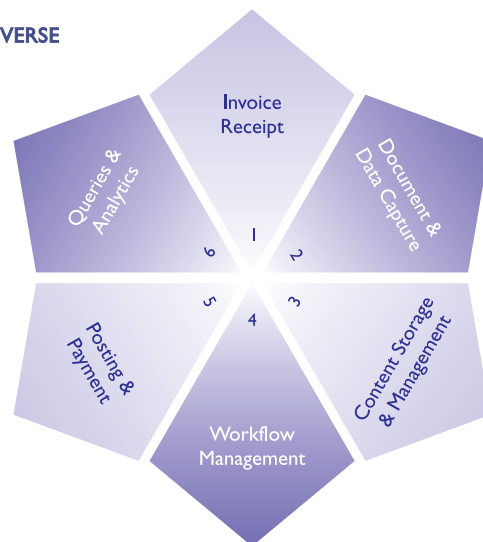 VERSE
Invoice
Receipt
1
Document &
Data Capture
2
Content Storage
& Management
3
Workflow
Management
4
Posting &
Payment
5
Queries &
Analytics
6